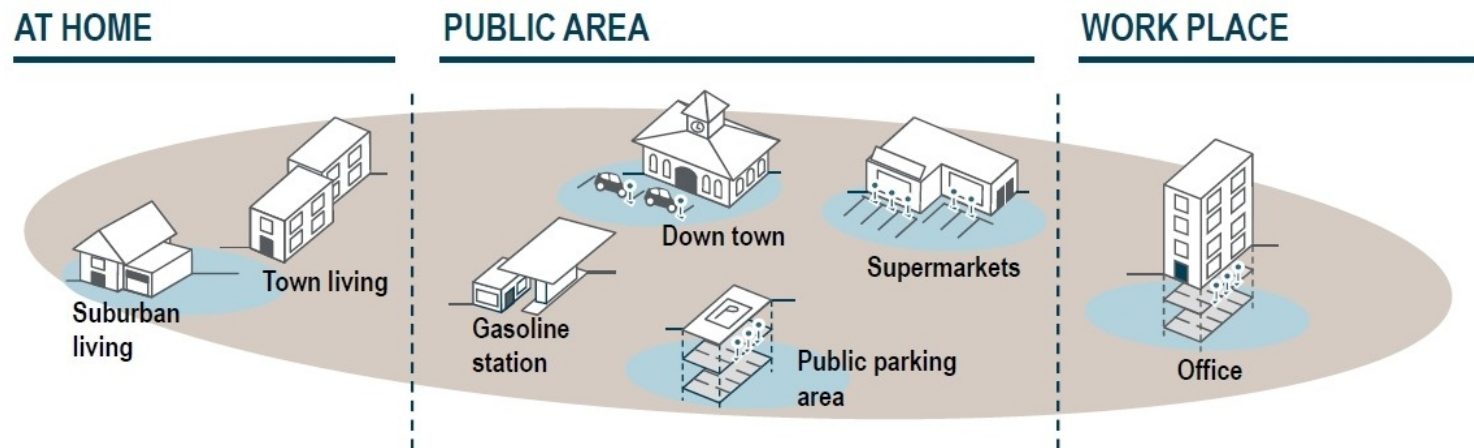 AT HOME
PUBLIC AREA
WORK PLACE
Town living
Suburban
living
Down town
Supermarkets
Gasoline
station
P
Public parking
area
Office